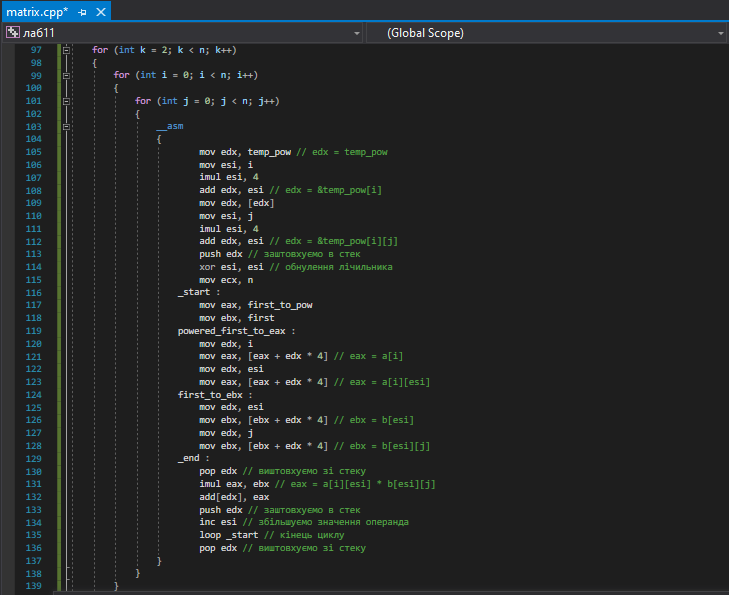 matrix.cpp*
ла611 (Global Scope)
97 for (int k = 2; k < n; k++)
98 {
99 for (int i = 0; i < n; i++)
100 {
101 for (int j = 0; j < n; j++)
102 {
103 __asm
104 {
105 mov edx, temp_pow // edx = temp_pow
106 mov esi, i
107 imul esi, 4
108 add edx, esi // edx = &temp_pow[i]
109 mov edx, [edx]
110 mov esi, j
111 imul esi, 4
112 add edx, esi // edx = &temp_pow[i][j]
113 push edx // заштовхуємо в стек
114 xor esi, esi // обнулення лічильника
115 mov ecx, n
116 _start :
117 mov eax, first_to_pow
118 mov ebx, first
119 powered_first_to_eax :
120 mov edx, i
121 mov eax, [eax + edx * 4] // eax = a[i]
122 mov edx, esi
123 mov eax, [eax + edx * 4] // eax = a[i][esi]
124 first_to_ebx :
125 mov edx, esi
126 mov ebx, [ebx + edx * 4] // ebx = b[esi]
127 mov edx, j
128 mov ebx, [ebx + edx * 4] // ebx = b[esi][j]
129 _end :
130 pop edx // виштовхуємо зі стеку
131 imul eax, ebx // eax = a[i][esi] * b[esi][j]
132 add[edx], eax
133 push edx // заштовхуємо в стек
134 inc esi // збільшуємо значення операнда
135 loop _start // кінець циклу
136 pop edx // виштовхуємо зі стеку
137 }
138 }
139 }